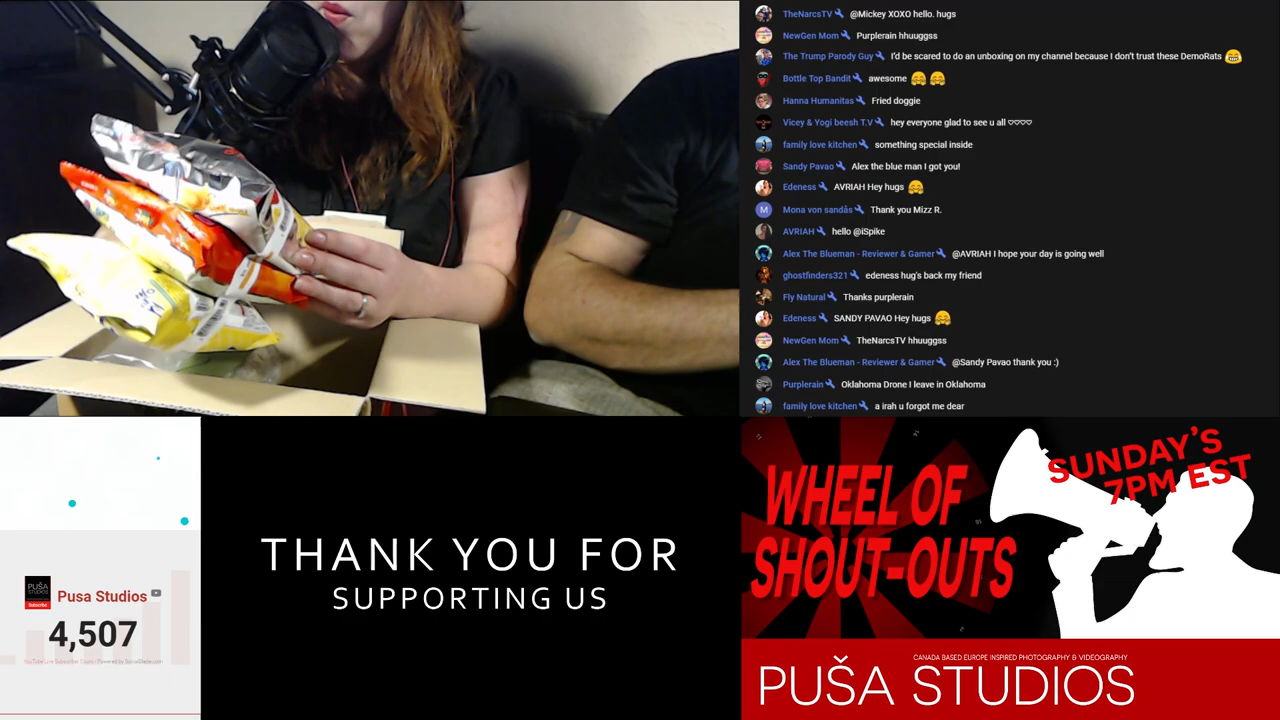 TheNarcsTV @Mickey XOXO hello. hugs
NewGen Mom Purplerain hhuuggss
The Trump Parody Guy I'd be scared to do an unboxing on my channel because I don't trust these DemoRats 😁
Bottle Top Bandit awesome 🤗 🤗
Hanna Humanitas Fried doggie
Vicey & Yogi beesh T.V hey everyone glad to see u all ♡♡♡♡
family love kitchen something special inside
Sandy Pavao Alex the blue man I got you!
Edeness AVRIAH Hey hugs 🤗
M Mona von sandås Thank you Mizz R.
AVRIAH hello @iSpike
Alex The Blueman - Reviewer & Gamer @AVRIAH I hope your day is going well
ghostfinders321 edeness hug's back my friend
Fly Natural Thanks purplerain
Edeness SANDY PAVAO Hey hugs 🤗
NewGen Mom TheNarcsTV hhuuggss
Alex The Blueman - Reviewer & Gamer @Sandy Pavao thank you :)
Purplerain Oklahoma Drone I leave in Oklahoma
family love kitchen a irah u forgot me dear
PUŠA
STUDIOS
Subscribe
Pusa Studios
4,507
THANK YOU FOR
SUPPORTING US
WHEEL OF
SHOUT-OUTS
SUNDAY'S
7PM EST
CANADA BASED EUROPE INSPIRED PHOTOGRAPHY & VIDEOGRAPHY
PUŠA STUDIOS